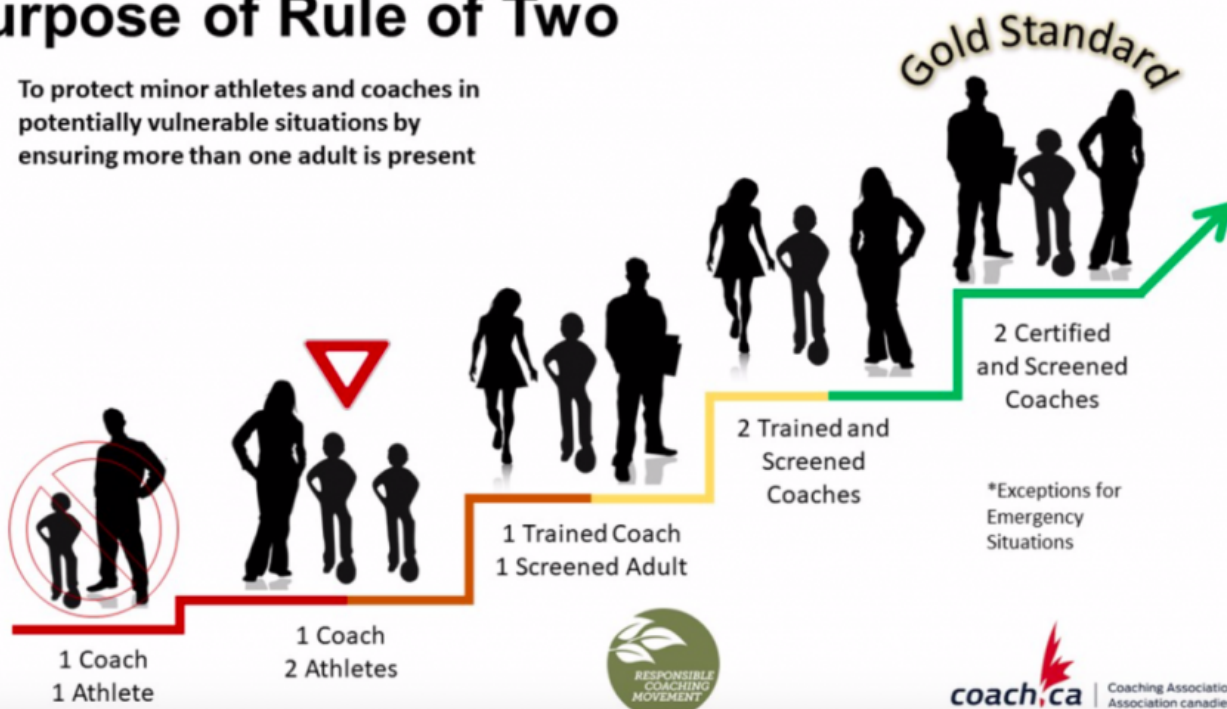 urpose of Rule of Two
To protect minor athletes and coaches in
potentially vulnerable situations by
ensuring more than one adult is present
Gold Standard
1 Coach
1 Athlete
1 Coach
2 Athletes
1 Trained Coach
1 Screened Adult
2 Trained and
Screened
Coaches
2 Certified
and Screened
Coaches
*Exceptions for
Emergency
Situations
RESPONSIBLE
COACHING
MOVEMENT
coach.ca
Coaching Associatio
Association canadie